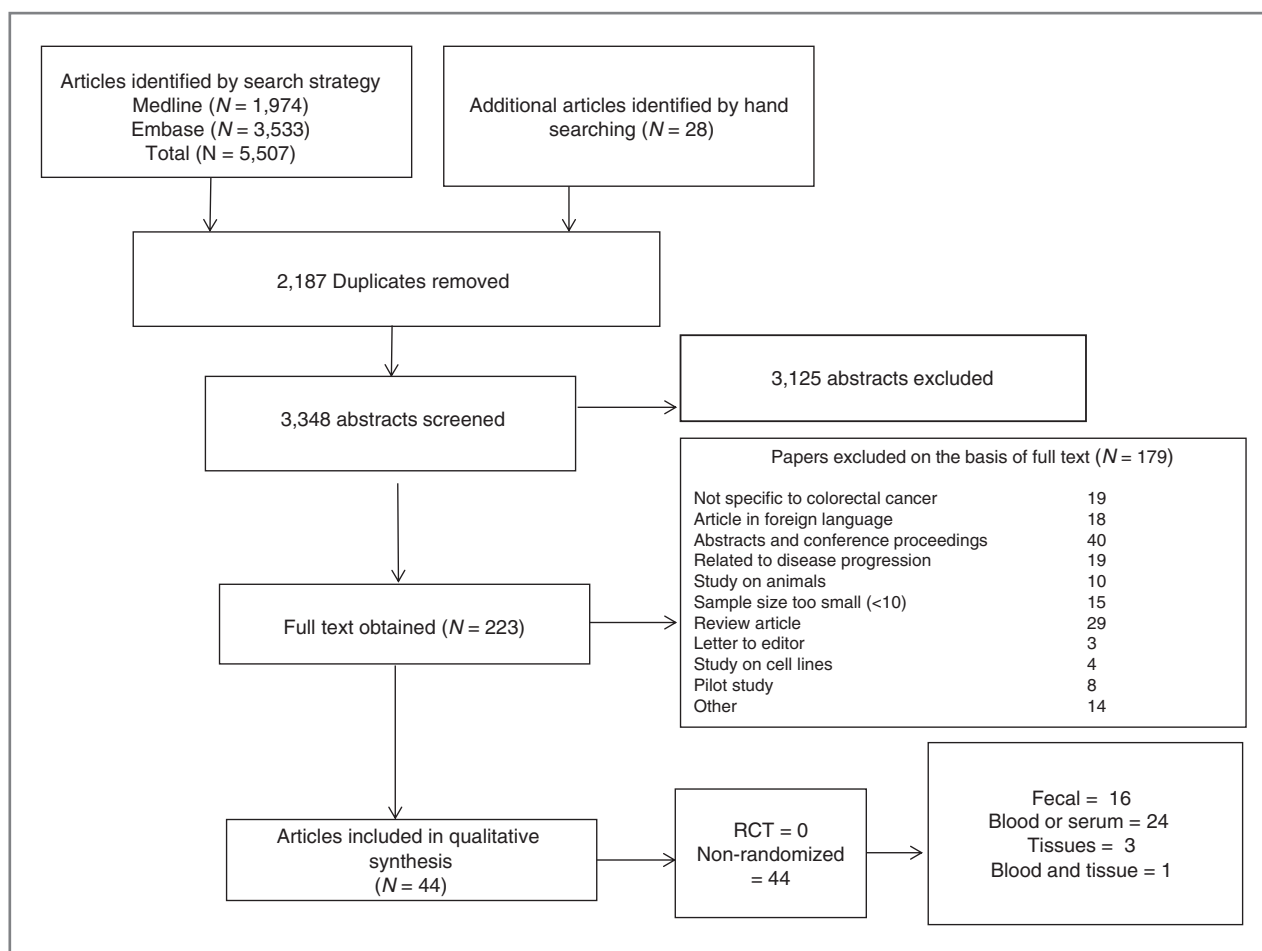 Articles identified by search strategy
Medline (N = 1,974)
Embase (N = 3,533)
Total (N = 5,507)
Additional articles identified by hand
searching (N = 28)
2,187 Duplicates removed
3,348 abstracts screened
3,125 abstracts excluded
Full text obtained (N = 223)
Papers excluded on the basis of full text (N = 179)
Not specific to colorectal cancer 19
Article in foreign language 18
Abstracts and conference proceedings 40
Related to disease progression 19
Study on animals 10
Sample size too small (<10) 15
Review article 29
Letter to editor 3
Study on cell lines 4
Pilot study 8
Other 14
Articles included in qualitative
synthesis
(N = 44)
RCT = 0
Non-randomized
= 44
Fecal = 16
Blood or serum = 24
Tissues = 3
Blood and tissue = 1